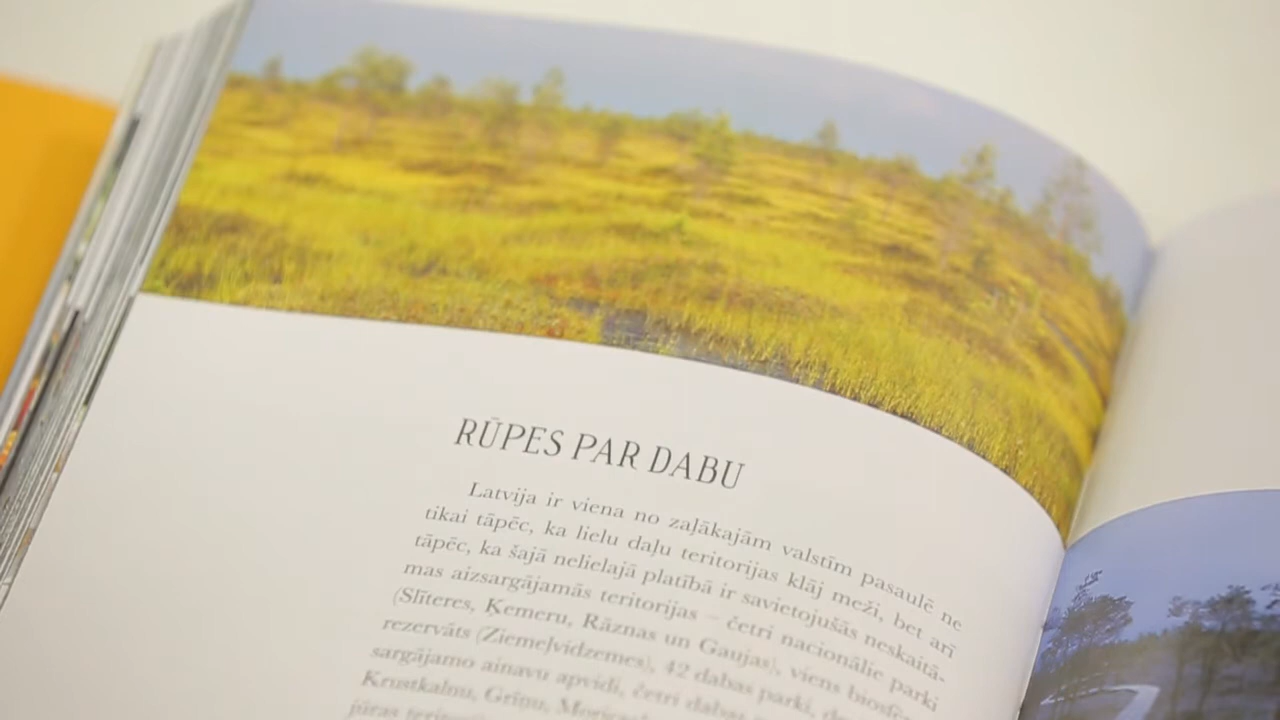 RŪPES PAR DABU
Latvija ir viena no zaļākajām valstīm pasaulē ne
tikai tāpēc, ka lielu daļu teritorijas klāj meži, bet arī
tāpēc, ka šajā nelielajā platībā ir savietojušās neskaitā-
mas aizsargājamās teritorijas – četri nacionālie parki
(Slīteres, Ķemeru, Rāznas un Gaujas), viens biosfē-
rezervāts (Ziemeļvidzemes), 42 dabas parki,
sargājamo ainavu apvidi, četri dabas
Krustkalnu, Grīņu,
jūras